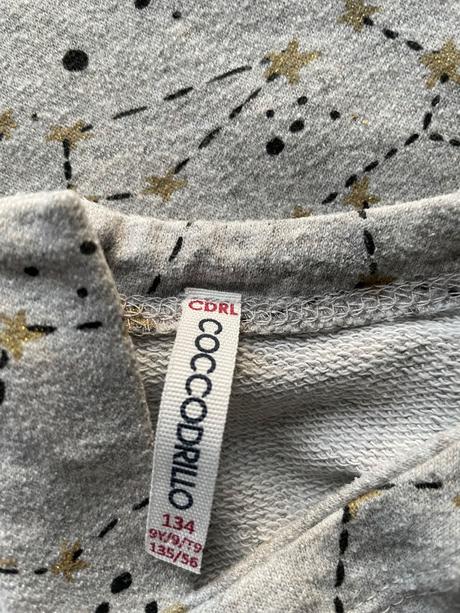 CDRL
COCCODRILLO
134
9Y/9/T9
135/56